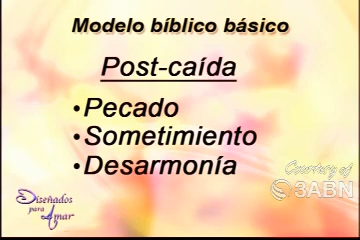 Modelo bíblico básico
Post-caída
•Pecado
•Sometimiento
•Desarmonía
Courtesy of
3ABN
Diseñados
para
Amar